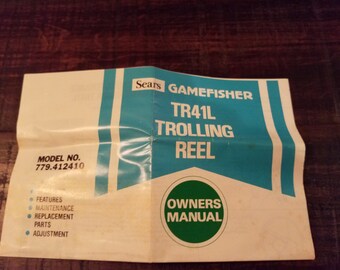 Sears GAMEFISHER
TR41L
TROLLING
REEL
MODEL NO.
779.412410
FEATURES
MAINTENANCE
REPLACEMENT
PARTS
ADJUSTMENT
OWNERS
MANUAL